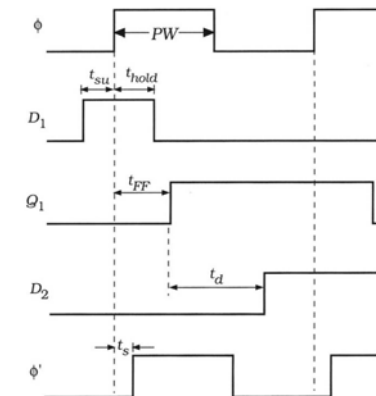 ϕ
PW
t_su t_hold
D_1
t_FF
Q_1
t_d
D_2
t_s
ϕ'